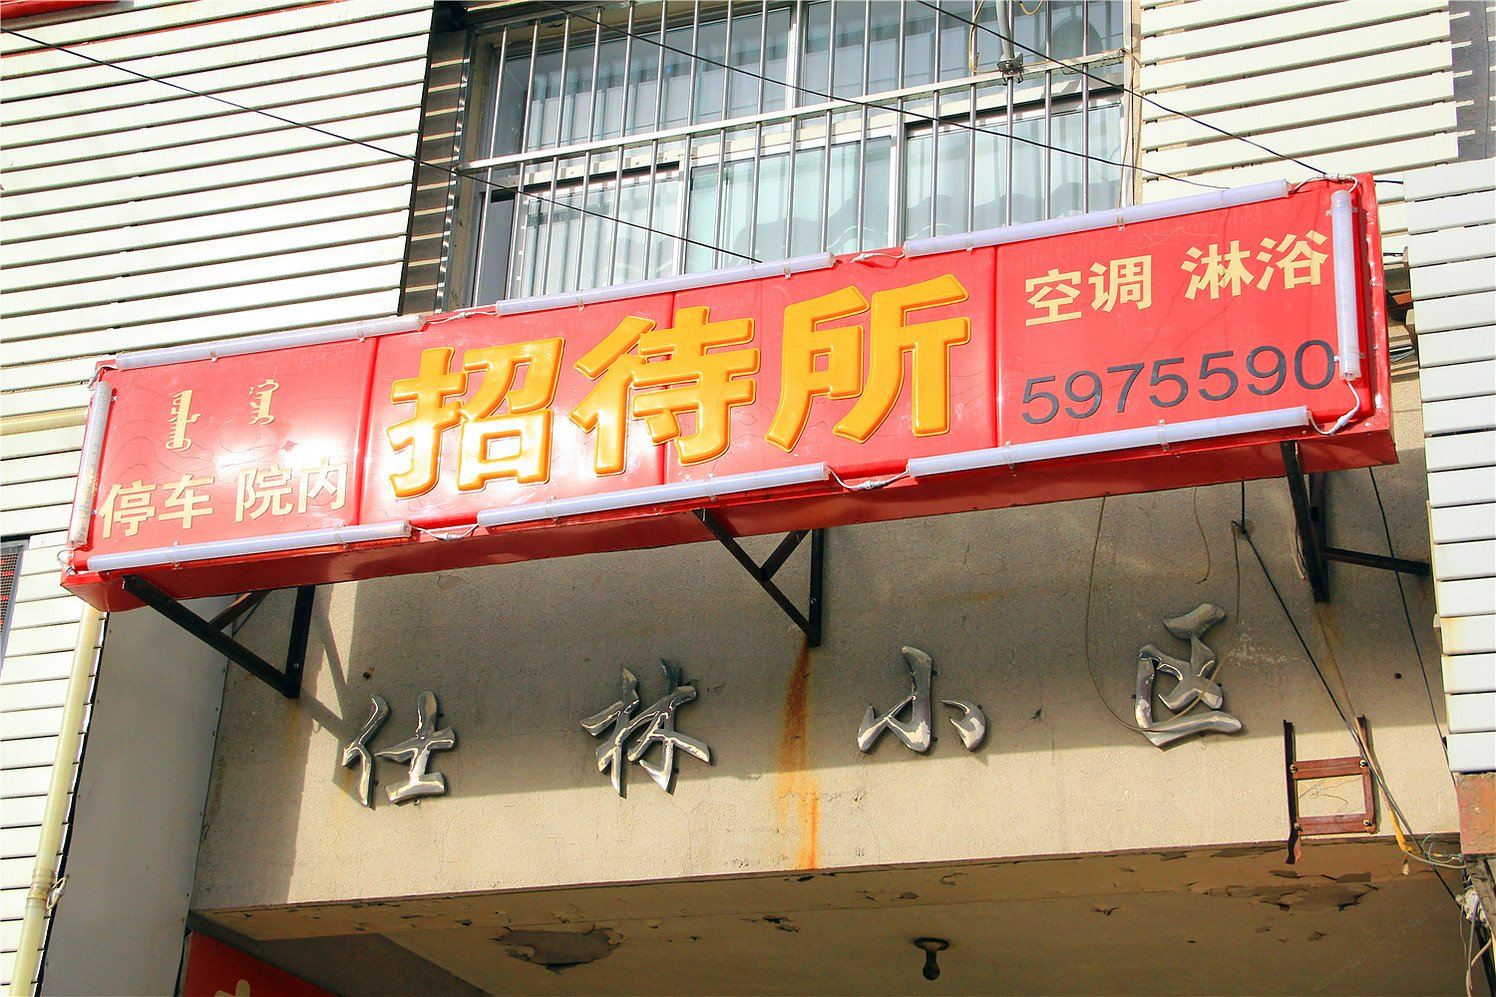 停车 院内
招待所
空调 淋浴
5975590
仕林小区